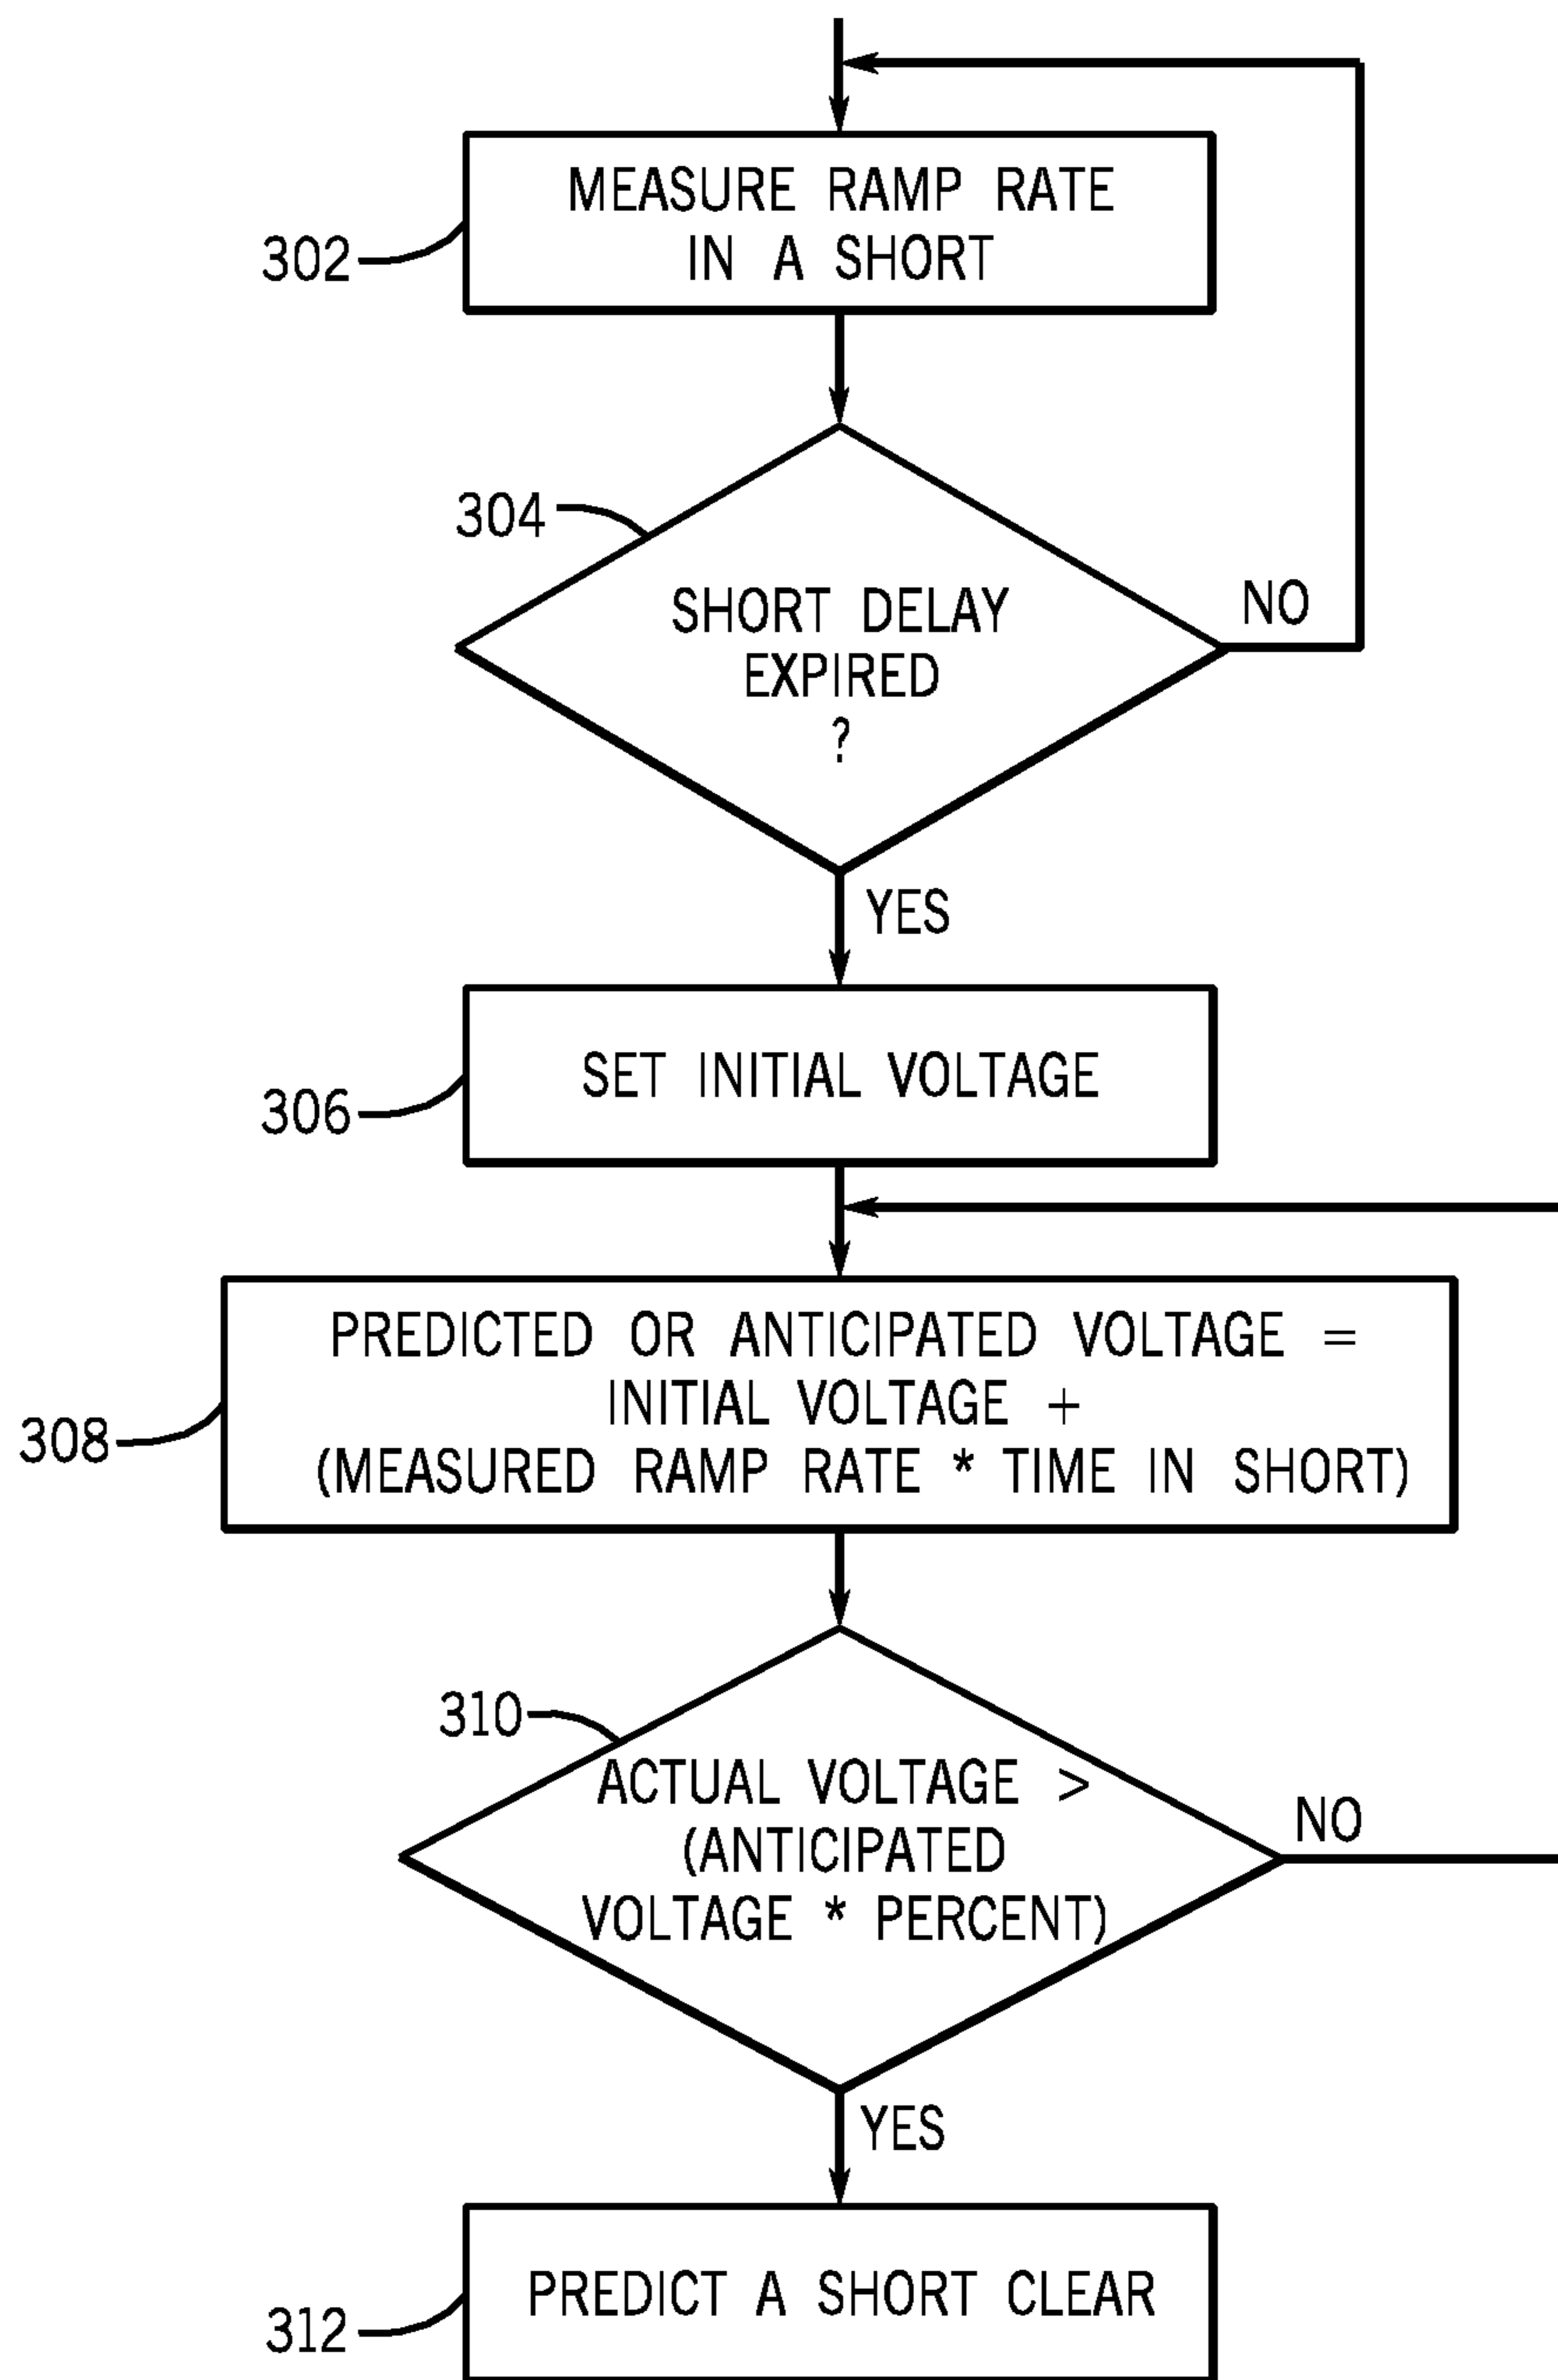 MEASURE RAMP RATE
IN A SHORT
302
304
SHORT DELAY
EXPIRED
?
NO
YES
SET INITIAL VOLTAGE
306
PREDICTED OR ANTICIPATED VOLTAGE =
INITIAL VOLTAGE +
(MEASURED RAMP RATE * TIME IN SHORT)
308
310
ACTUAL VOLTAGE >
(ANTICIPATED
VOLTAGE * PERCENT)
NO
YES
PREDICT A SHORT CLEAR
312